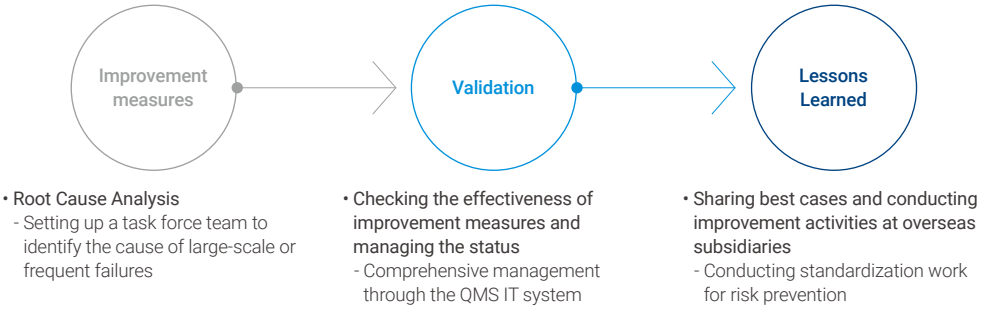 Improvement
measures
Validation
Lessons
Learned
• Root Cause Analysis
- Setting up a task force team to
identify the cause of large-scale or
frequent failures
• Checking the effectiveness of
improvement measures and
managing the status
- Comprehensive management
through the QMS IT system
• Sharing best cases and conducting
improvement activities at overseas
subsidiaries
- Conducting standardization work
for risk prevention